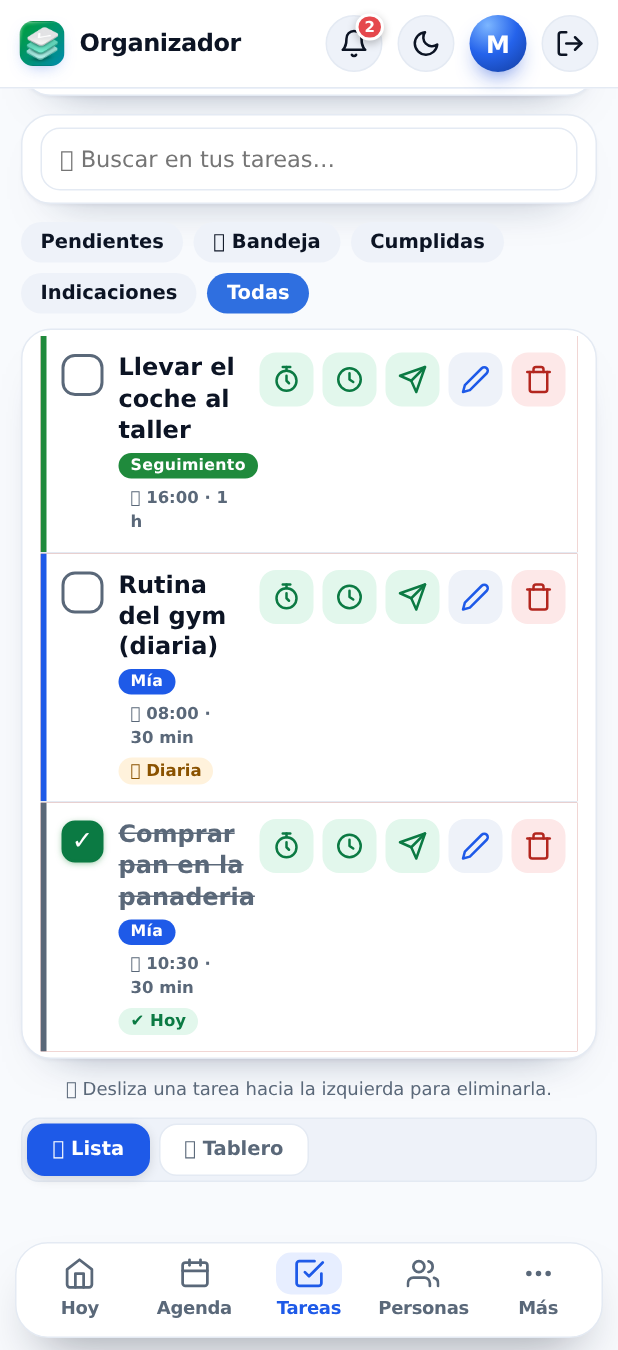 Organizador
2
M
Buscar en tus tareas...
Pendientes
Bandeja
Cumplidas
Indicaciones
Todas
Llevar el
coche al
taller
Seguimiento
16:00 · 1
h
Rutina
del gym
(diaria)
Mía
08:00 ·
30 min
Diaria
✓
Comprar
pan en la
panaderia
Mía
10:30 ·
30 min
✔ Hoy
Desliza una tarea hacia la izquierda para eliminarla.
Lista
Tablero
Hoy
Agenda
Tareas
Personas
Más